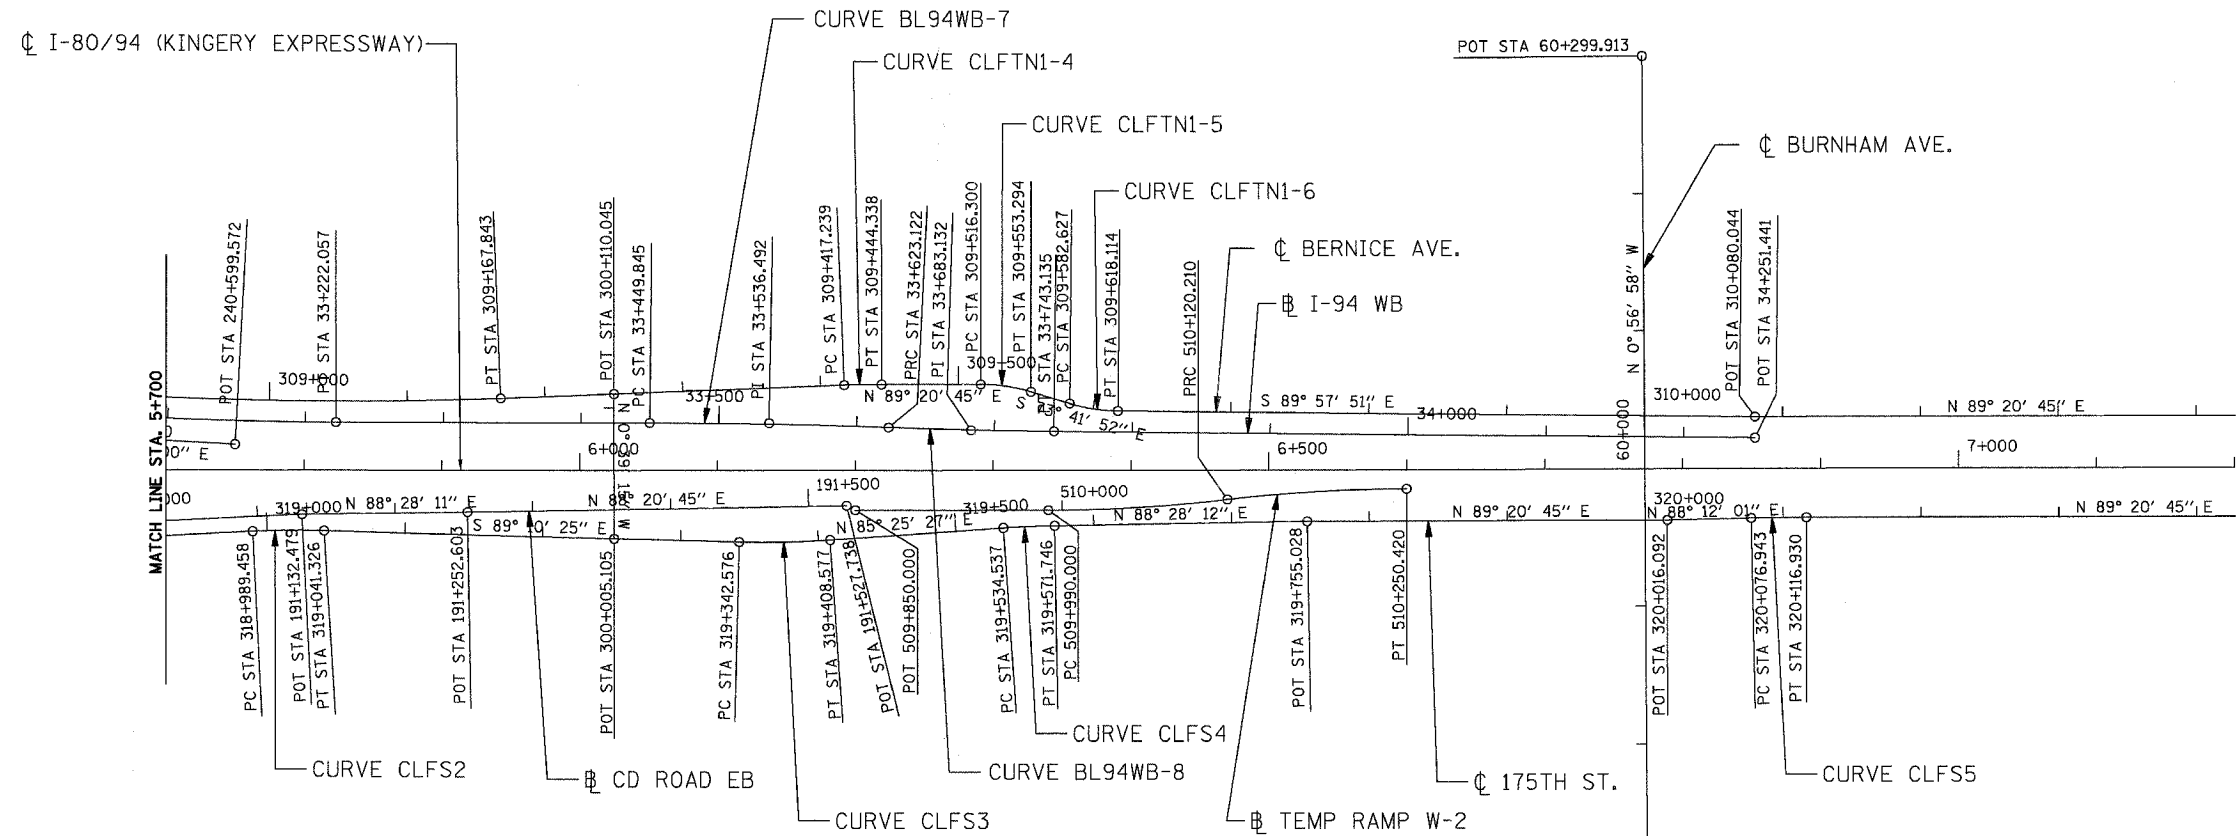 CURVE BL94WB-7
℄ I-80/94 (KINGERY EXPRESSWAY)
CURVE CLFTN1-4
POT STA 60+299.913
CURVE CLFTN1-5
℄ BURNHAM AVE.
CURVE CLFTN1-6
℄ BERNICE AVE.
B̲L I-94 WB
MATCH LINE STA. 5+700
POT STA 240+599.572
PT STA 33+222.057
PT STA 309+167.843
POT STA 300+110.045
PC STA 33+449.845
PI STA 33+536.492
PC STA 309+417.239
PT STA 309+444.338
PRC STA 33+623.122
PI STA 33+683.132
PC STA 309+516.300
PT STA 309+553.294
PT STA 33+743.135
PC STA 309+582.627
PT STA 309+618.114
PRC 510+120.210
N 0° 56' 58" W
POT STA 310+080.044
POT STA 34+251.441
309+000
33+500
309+500
N 89° 20' 45" E
S 73° 41' 52" E
S 89° 57' 51" E
34+000
60+000
310+000
N 89° 20' 45" E
00" E
6+000
6+500
7+000
N 0° 39' 15" W
000
319+000
N 88° 28' 11" E
N 88° 20' 45" E
191+500
319+500
510+000
320+000
S 89° 10' 25" E
N 85° 25' 27" E
N 88° 28' 12" E
N 89° 20' 45" E
N 88° 12' 01" E
N 89° 20' 45" E
PC STA 318+989.458
POT STA 191+132.479
PT STA 319+041.326
POT STA 191+252.603
POT STA 300+005.105
PC STA 319+342.576
PT STA 319+408.577
POT STA 191+527.738
POT 509+850.000
PC STA 319+534.537
PT STA 319+571.746
PC 509+990.000
POT STA 319+755.028
PT 510+250.420
POT STA 320+016.092
PC STA 320+076.943
PT STA 320+116.930
CURVE CLFS2
B̲L CD ROAD EB
CURVE CLFS3
CURVE CLFS4
CURVE BL94WB-8
B̲L TEMP RAMP W-2
℄ 175TH ST.
CURVE CLFS5